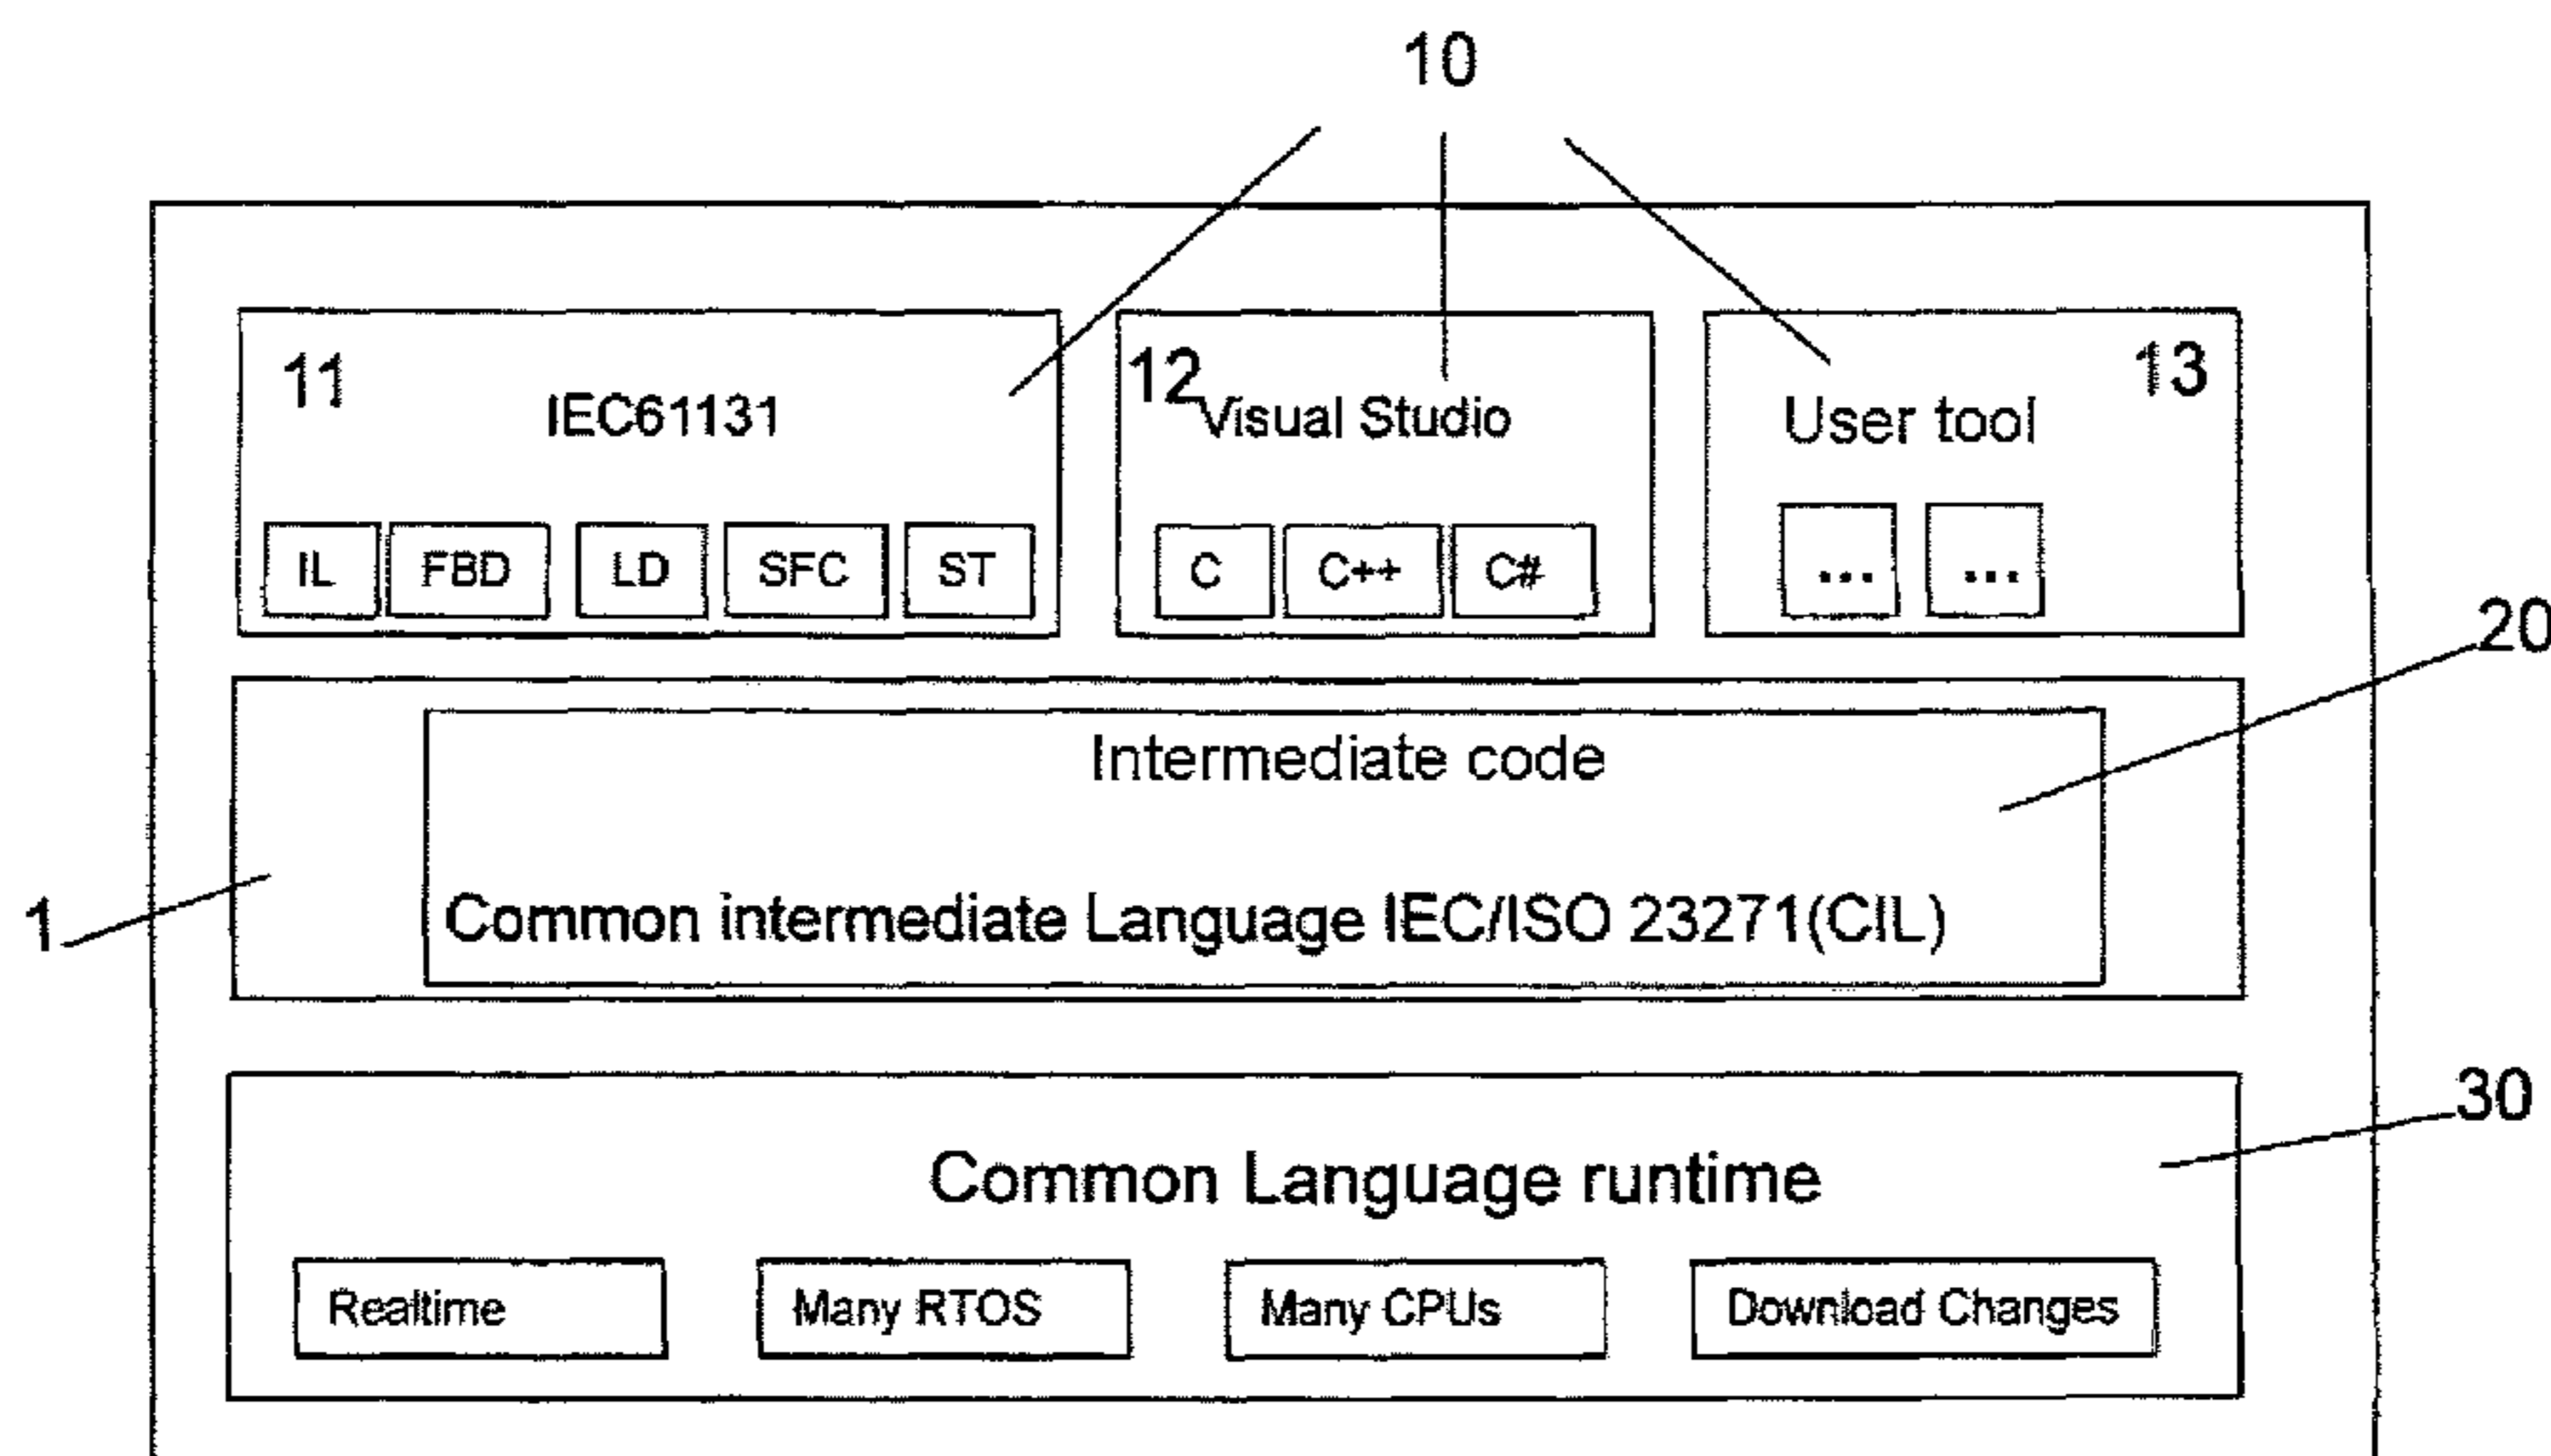 10
11
IEC61131
IL FBD LD SFC ST
12
Visual Studio
C C++ C#
13
User tool
... ...
20
Intermediate code
Common intermediate Language IEC/ISO 23271(CIL)
1
30
Common Language runtime
Realtime Many RTOS Many CPUs Download Changes